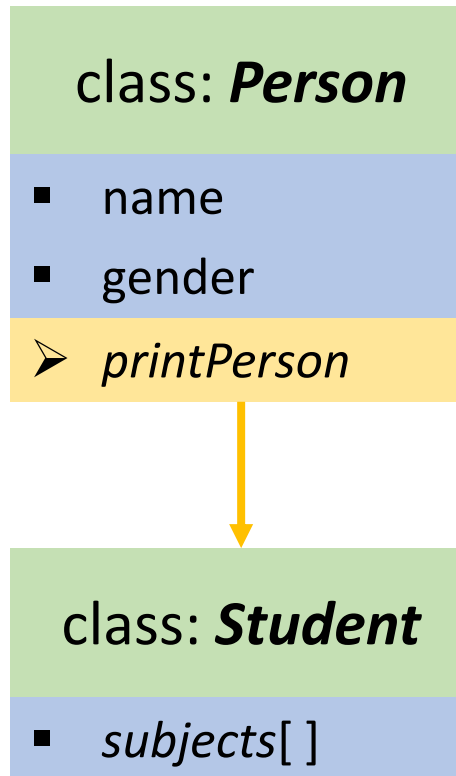 class: Person
name
gender
printPerson
class: Student
subjects[ ]